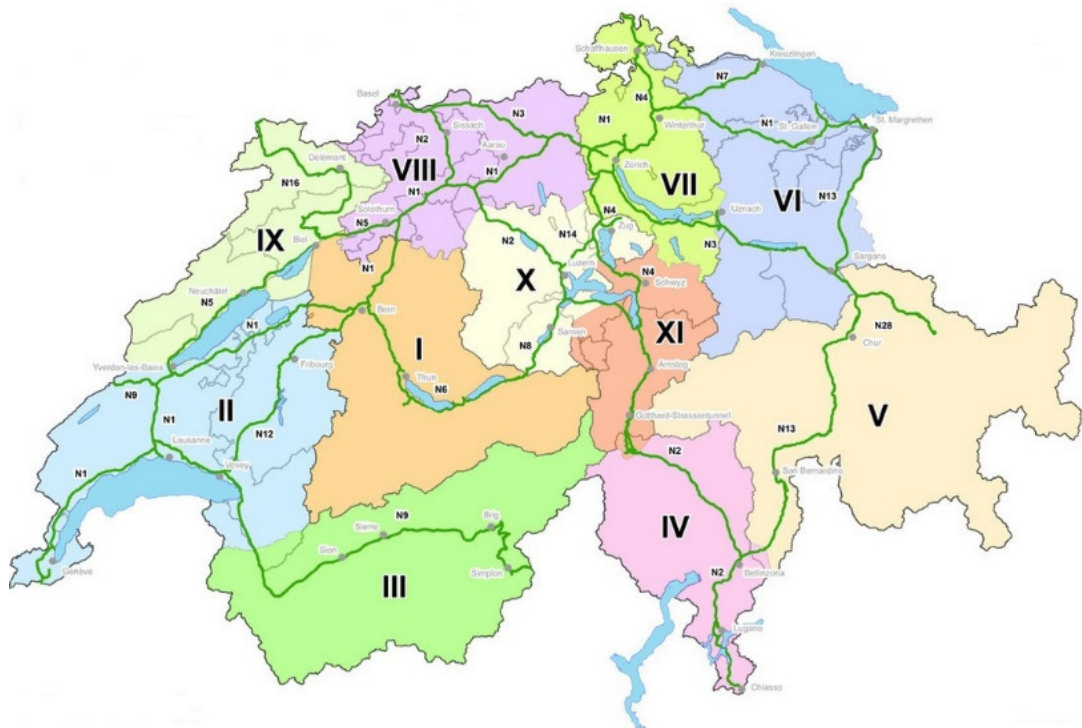 Schaffhausen
Kreuzlingen
N7
N4
Basel
N3
N1
Winterthur
N1
St. Gallen
St. Margrethen
N2
Sissach
Aarau
VIII
N1
Delémont
N16
Zürich
VII
VI
N13
N1
Solothurn
N5
IX
Biel
N4
Uznach
Zug
N14
N2
N3
Sargans
X
Luzern
N4
Schwyz
N1
Neuchâtel
N5
N1
Bern
XI
N28
Chur
Sarnen
N8
I
Yverdon-les-Bains
Fribourg
Thun
N6
Amsteg
N9
II
N1
N12
Gotthard-Strassentunnel
V
N13
Lausanne
N1
Vevey
N2
San Bernardino
Brig
N9
Sierre
IV
Sion
Genève
Simplon
III
N2
Bellinzona
Lugano
Chiasso